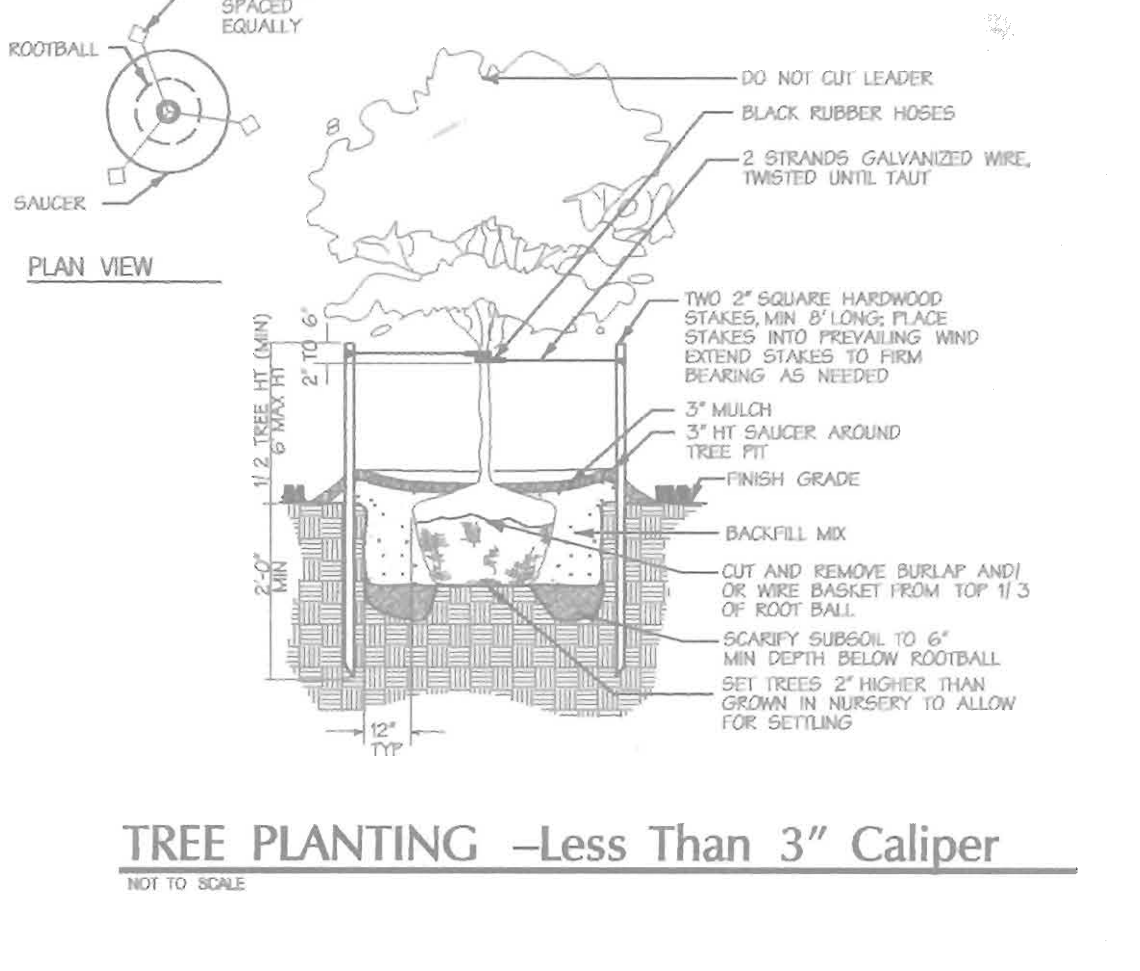 SPACED
EQUALLY
ROOTBALL
SAUCER
PLAN VIEW
DO NOT CUT LEADER
BLACK RUBBER HOSES
2 STRANDS GALVANIZED WIRE,
TWISTED UNTIL TAUT
TWO 2" SQUARE HARDWOOD
STAKES, MIN 8' LONG; PLACE
STAKES INTO PREVAILING WIND
EXTEND STAKES TO FIRM
BEARING AS NEEDED
3" MULCH
3" HT SAUCER AROUND
TREE PIT
FINISH GRADE
BACKFILL MIX
CUT AND REMOVE BURLAP AND/
OR WIRE BASKET FROM TOP 1/3
OF ROOT BALL
SCARIFY SUBSOIL TO 6"
MIN DEPTH BELOW ROOTBALL
SET TREES 2" HIGHER THAN
GROWN IN NURSERY TO ALLOW
FOR SETTLING
1/2 TREE HT (MIN)
6' MAX HT
2" TO 6"
2'-0"
MIN
12"
TYP
TREE PLANTING –Less Than 3" Caliper
NOT TO SCALE